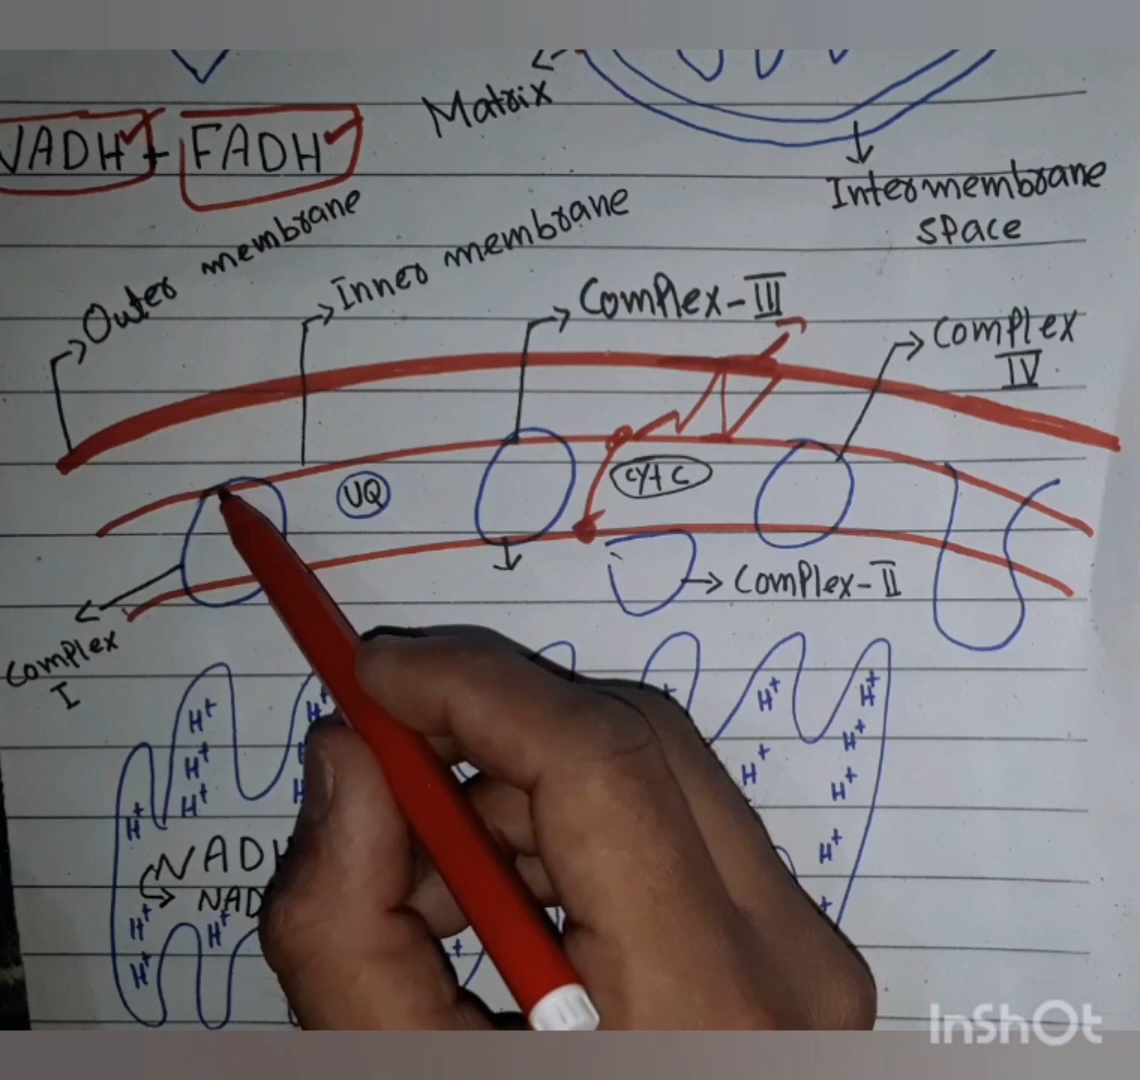 Matrix
NADH + FADH
Intermembrane
space
Outer membrane
Inner membrane
Complex-III
Complex
IV
UQ
cyt c
Complex-II
Complex
I
H+ H+ H+ H+
H+ H+
H+ H+ H+ H+
H+ H+
NADH
NAD
H+ H+
H+
InShOt